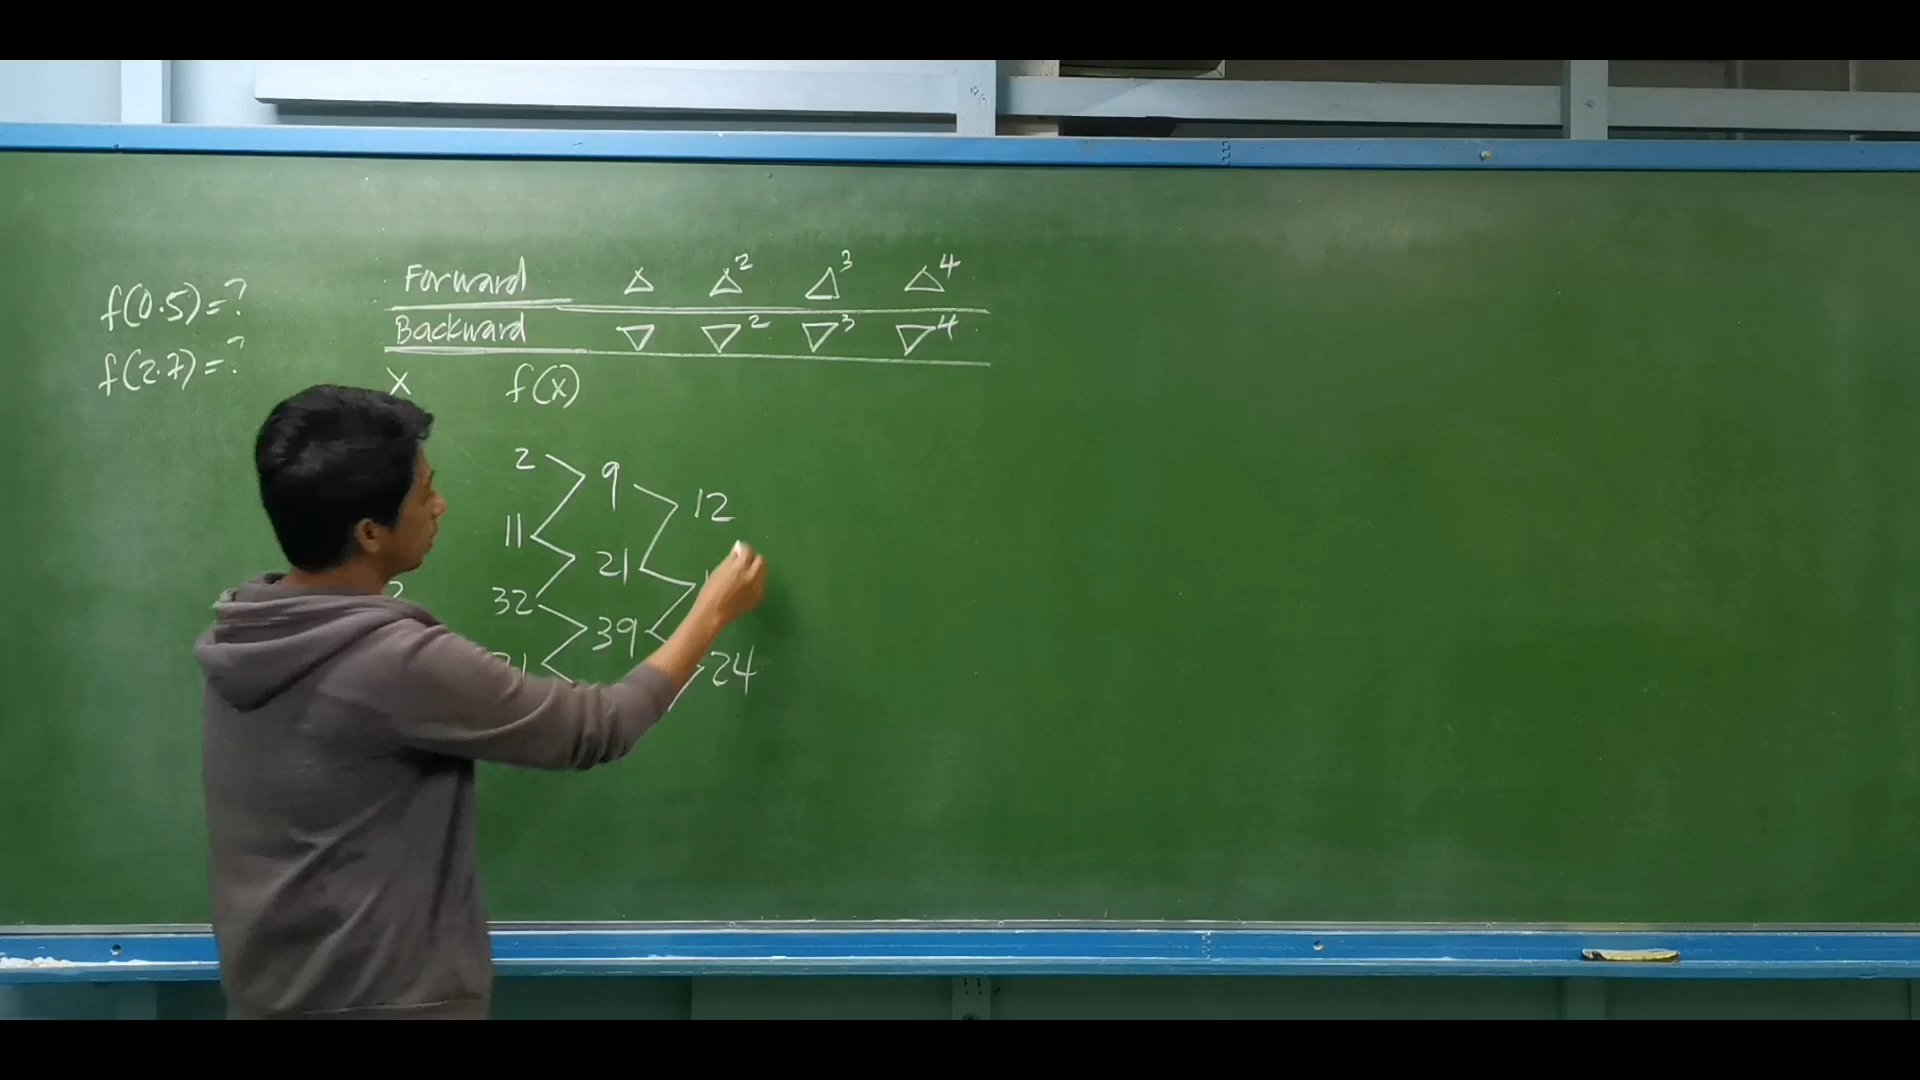 f(0.5)=?
f(2.7)=?
Forward △ △² △³ △⁴
Backward ▽ ▽² ▽³ ▽⁴
x f(x)
2
9
12
11
21
32
39
24